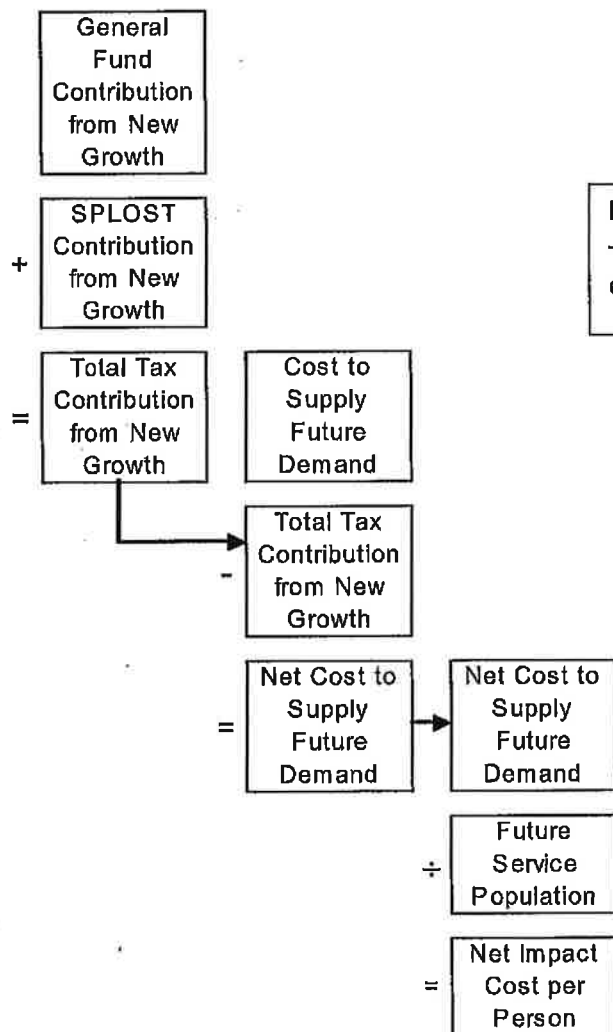 General
Fund
Contribution
from New
Growth
+
SPLOST
Contribution
from New
Growth
=
Total Tax
Contribution
from New
Growth
Cost to
Supply
Future
Demand
-
Total Tax
Contribution
from New
Growth
=
Net Cost to
Supply
Future
Demand
Net Cost to
Supply
Future
Demand
÷
Future
Service
Population
=
Net Impact
Cost per
Person